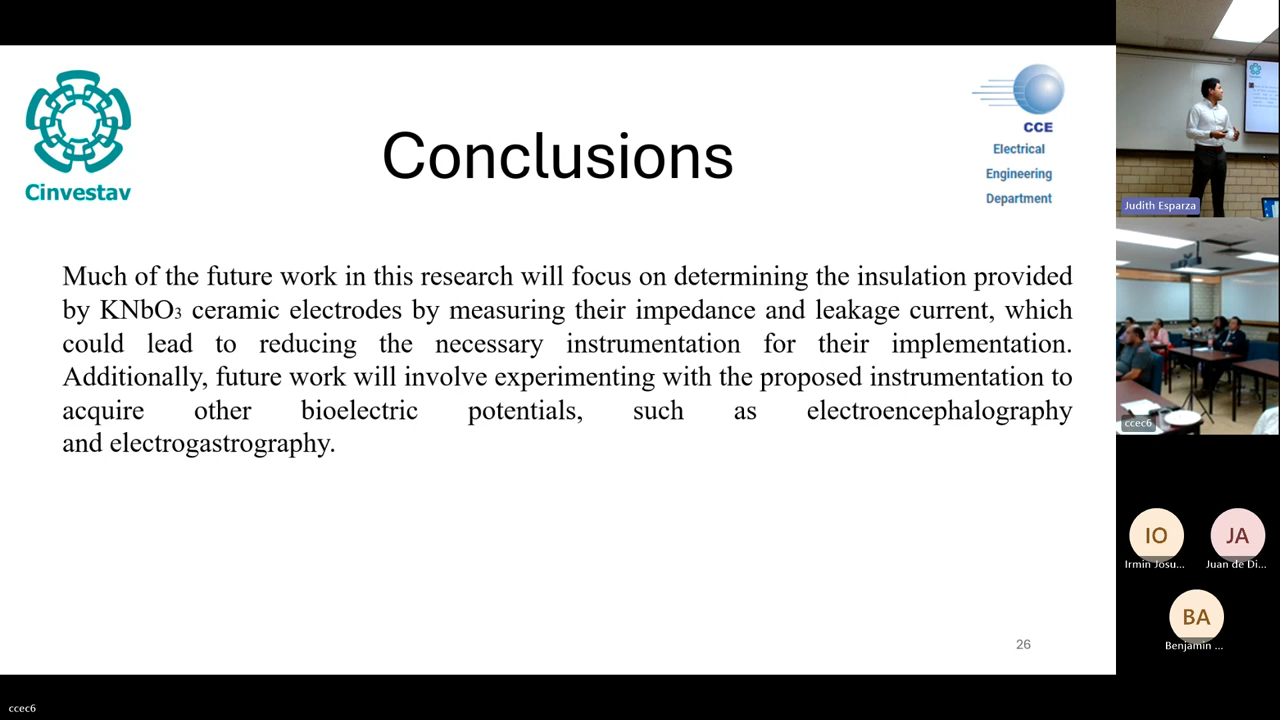 Cinvestav
Conclusions
CCE
Electrical
Engineering
Department
Much of the future work in this research will focus on determining the insulation provided
by KNbO₃ ceramic electrodes by measuring their impedance and leakage current, which
could lead to reducing the necessary instrumentation for their implementation.
Additionally, future work will involve experimenting with the proposed instrumentation to
acquire other bioelectric potentials, such as electroencephalography
and electrogastrography.
26
Judith Esparza
ccec6
IO
JA
Irmin Josu...
Juan de Di...
BA
Benjamin ...
ccec6